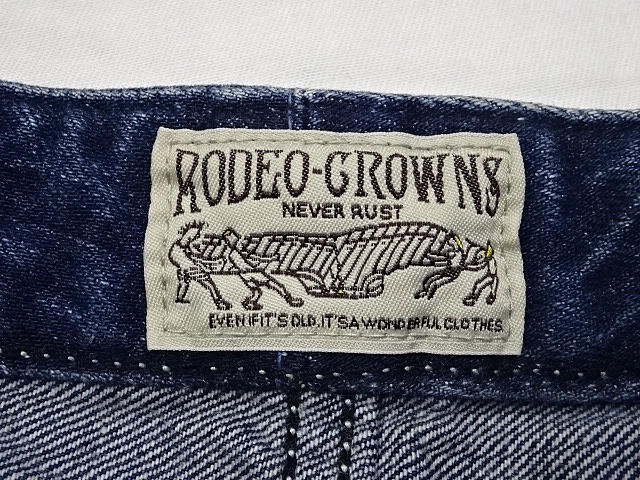 RODEO-CROWNS
NEVER RUST
EVEN IF IT'S OLD.IT'S A WONDERFUL CLOTHES